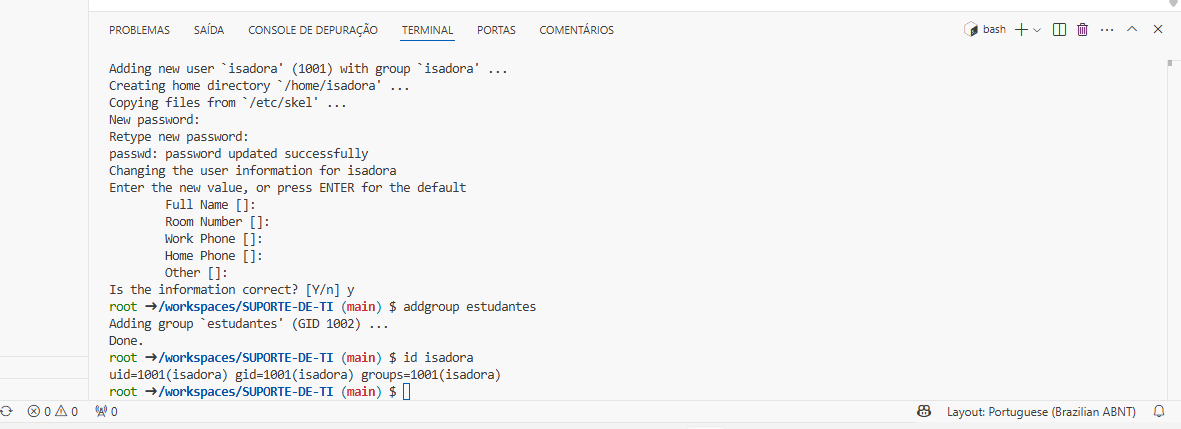 PROBLEMAS SAÍDA CONSOLE DE DEPURAÇÃO TERMINAL PORTAS COMENTÁRIOS bash
Adding new user `isadora' (1001) with group `isadora' ...
Creating home directory `/home/isadora' ...
Copying files from `/etc/skel' ...
New password:
Retype new password:
passwd: password updated successfully
Changing the user information for isadora
Enter the new value, or press ENTER for the default
Full Name []:
Room Number []:
Work Phone []:
Home Phone []:
Other []:
Is the information correct? [Y/n] y
root ➜/workspaces/SUPORTE-DE-TI (main) $ addgroup estudantes
Adding group `estudantes' (GID 1002) ...
Done.
root ➜/workspaces/SUPORTE-DE-TI (main) $ id isadora
uid=1001(isadora) gid=1001(isadora) groups=1001(isadora)
root ➜/workspaces/SUPORTE-DE-TI (main) $
0 0 0 Layout: Portuguese (Brazilian ABNT)